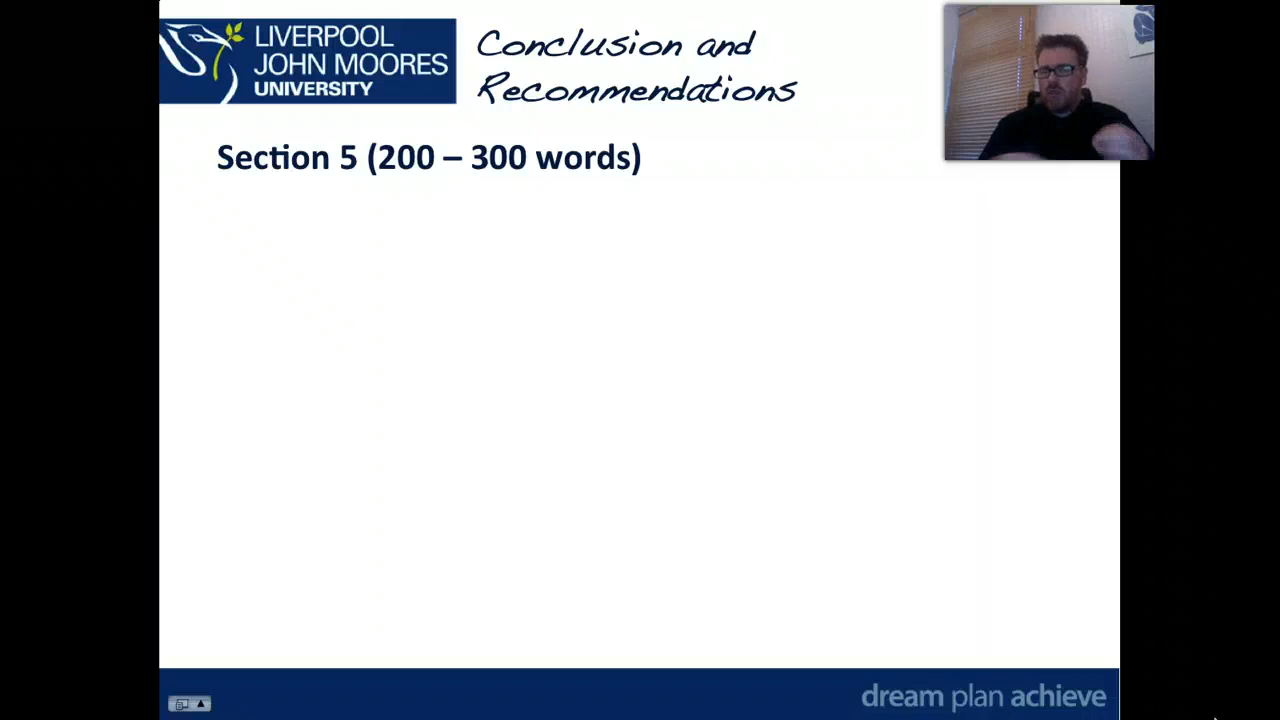 LIVERPOOL
JOHN MOORES
UNIVERSITY
Conclusion and
Recommendations
Section 5 (200 – 300 words)
dream plan achieve